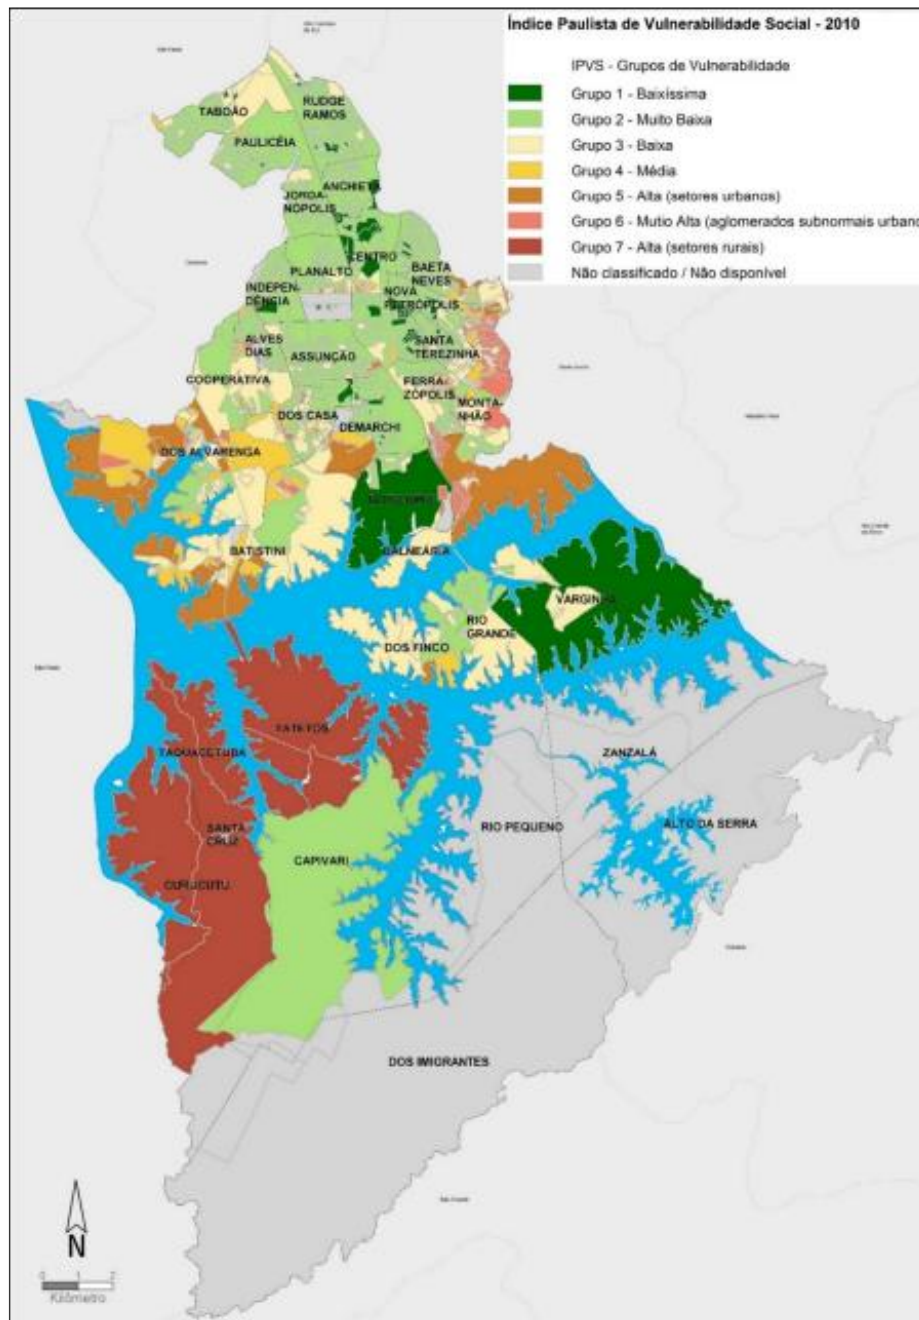 Índice Paulista de Vulnerabilidade Social - 2010
IPVS - Grupos de Vulnerabilidade
Grupo 1 - Baixíssima
Grupo 2 - Muito Baixa
Grupo 3 - Baixa
Grupo 4 - Média
Grupo 5 - Alta (setores urbanos)
Grupo 6 - Mutio Alta (aglomerados subnormais urbano
Grupo 7 - Alta (setores rurais)
Não classificado / Não disponível
TABOÃO
RUDGE
RAMOS
PAULICÉIA
ANCHIETA
JORDA-
NÓPOLIS
CENTRO
PLANALTO
BAETA
NEVES
INDEPEN-
DÊNCIA
NOVA
PETRÓPOLIS
ALVES
DIAS
ASSUNÇÃO
SANTA
TEREZINHA
COOPERATIVA
FERRA-
ZÓPOLIS
MONTA-
NHÃO
DOS CASA
DEMARCHI
DOS ALVARENGA
BATISTINI
BALNEÁRIA
VARGINHA
RIO
GRANDE
DOS FINCO
TATETOS
TAQUACETUBA
ZANZALÁ
SANTA
CRUZ
RIO PEQUENO
ALTO DA SERRA
CAPIVARI
CURUCUTU
DOS IMIGRANTES
N
0 1 2
Kilômetro